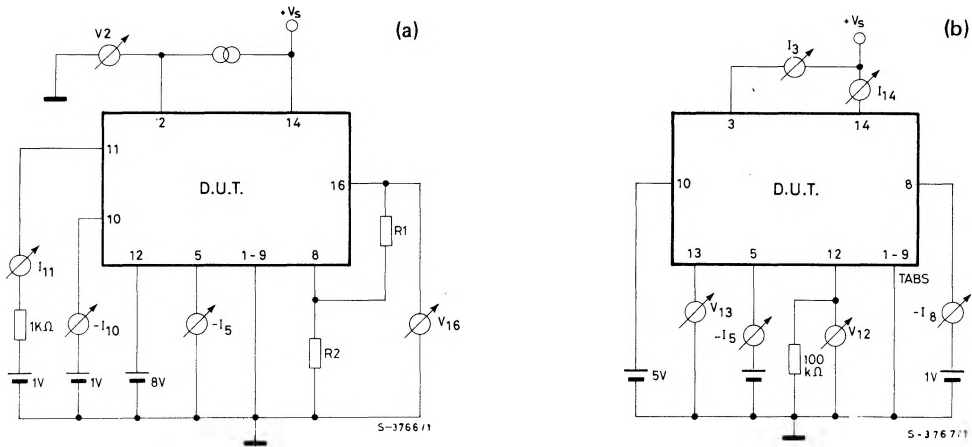 (a)
V2
+Vs
2
14
11
10
D.U.T.
16
12
5
1-9
8
R1
I11
1KΩ
-I10
-I5
R2
V16
1V
1V
8V
S-3766/1
(b)
+Vs
I3
I14
3
14
10
D.U.T.
8
13
5
12
1-9
TABS
V13
-I5
V12
-I8
100
kΩ
5V
1V
S-3767/1